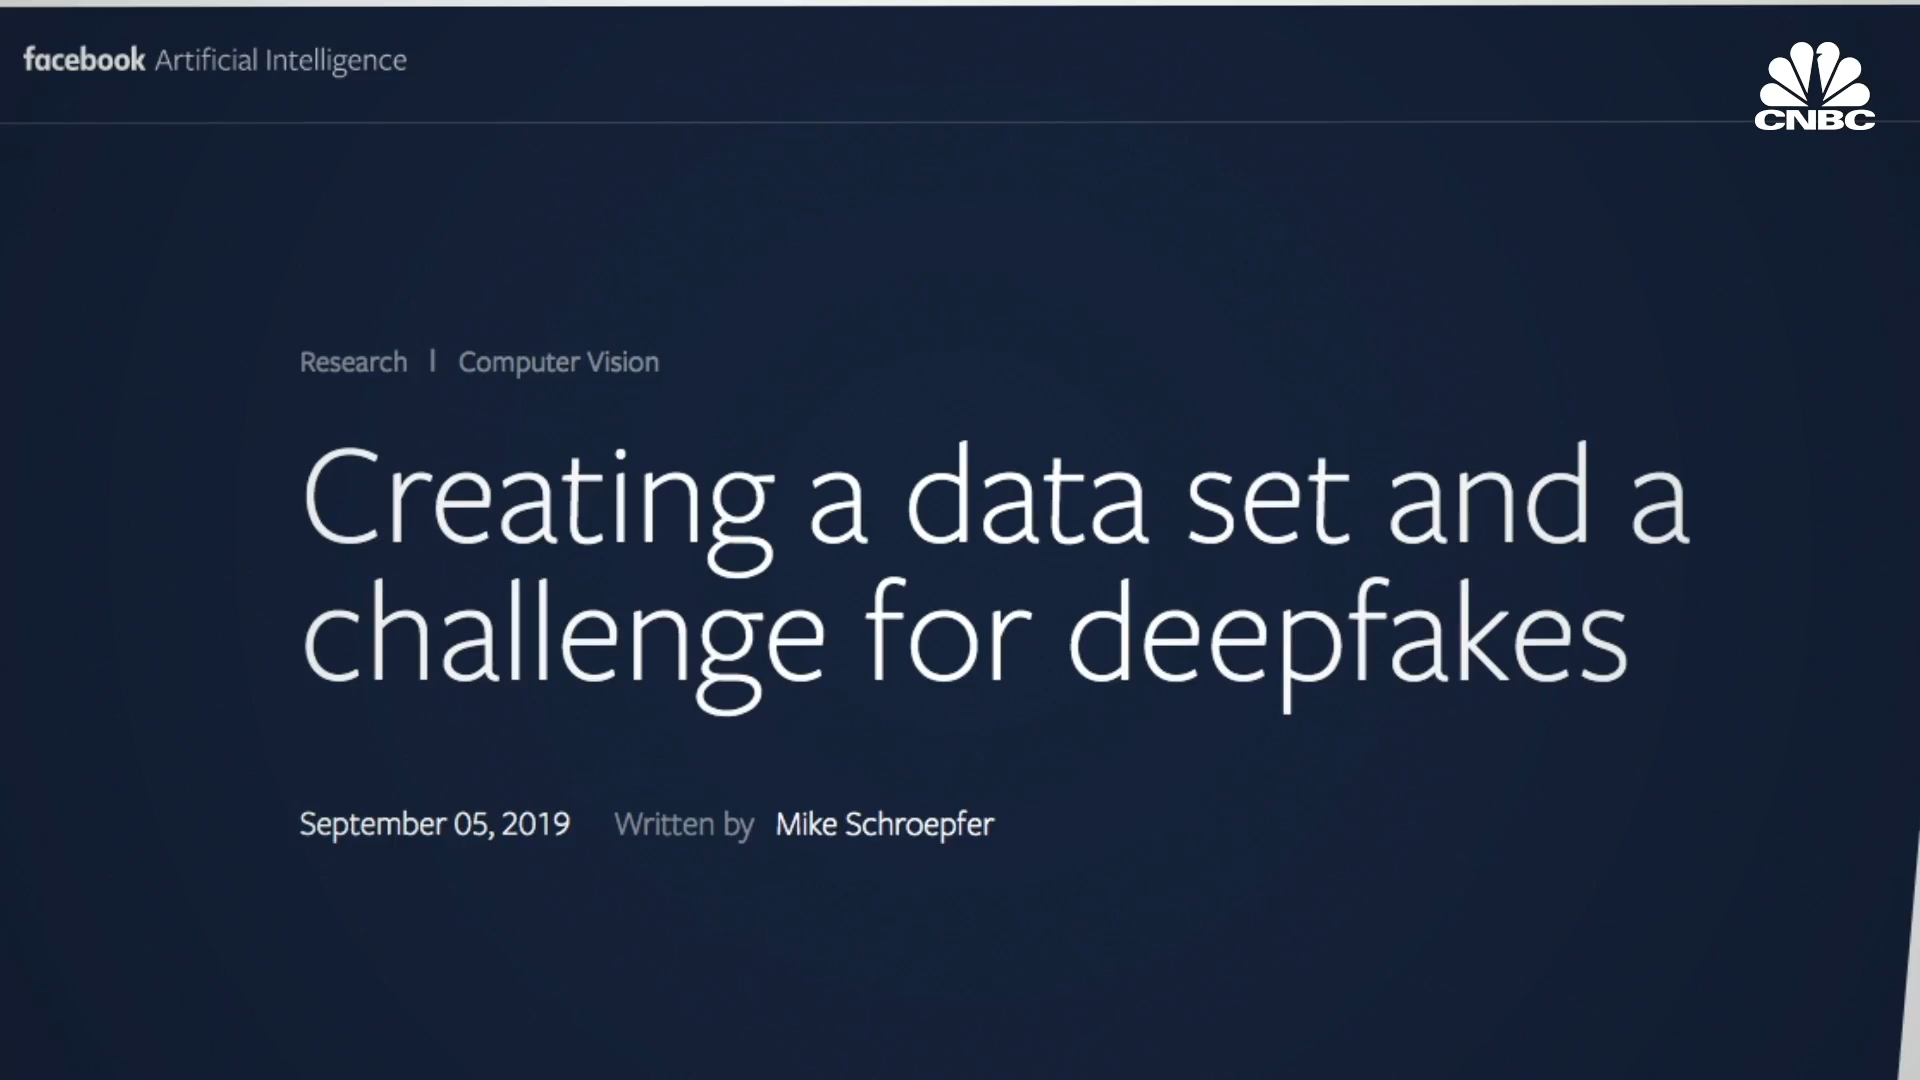 facebook Artificial Intelligence
CNBC
Research | Computer Vision
Creating a data set and a
challenge for deepfakes
September 05, 2019 Written by Mike Schroepfer